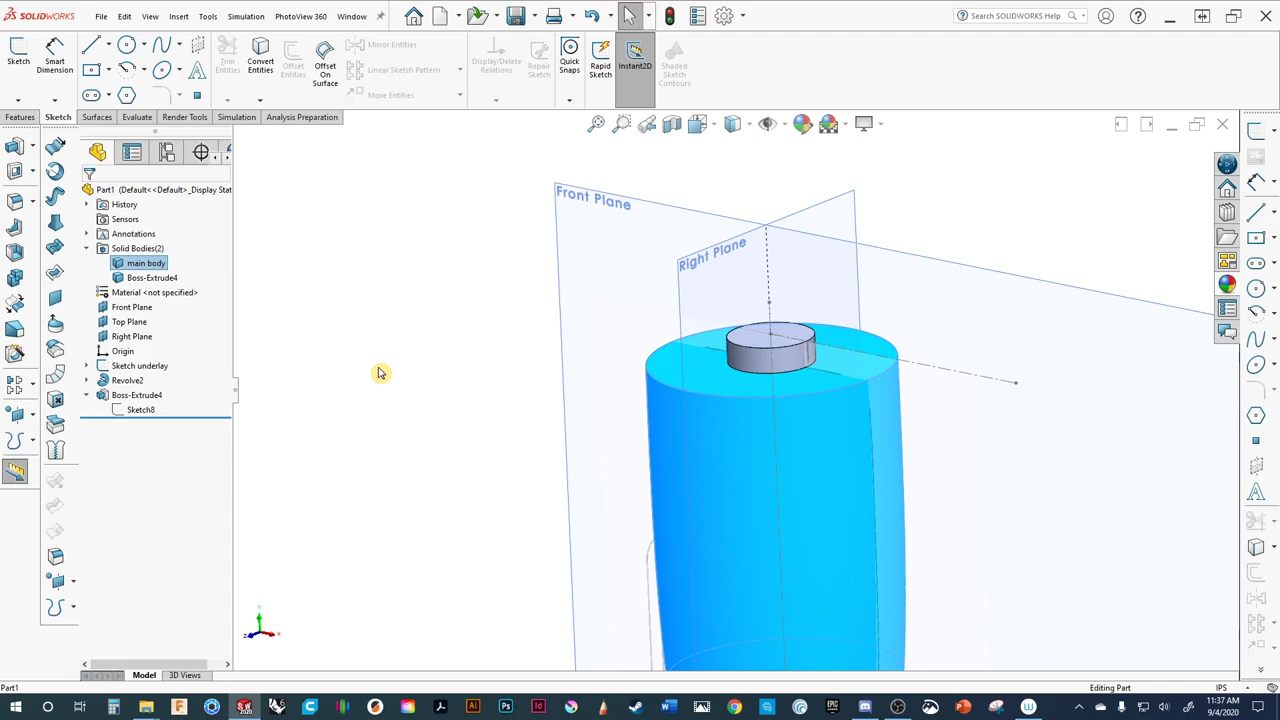 SOLIDWORKS File Edit View Insert Tools Simulation PhotoView 360 Window Search SOLIDWORKS Help
Sketch Smart Dimension Trim Entities Convert Entities Offset Entities Offset On Surface Mirror Entities Linear Sketch Pattern Move Entities Display/Delete Relations Repair Sketch Quick Snaps Rapid Sketch Instant2D Shaded Sketch Contours
Features Sketch Surfaces Evaluate Render Tools Simulation Analysis Preparation
Part1 (Default<<Default>_Display Stat
History
Sensors
Annotations
Solid Bodies(2)
main body
Boss-Extrude4
Material <not specified>
Front Plane
Top Plane
Right Plane
Origin
Sketch underlay
Revolve2
Boss-Extrude4
Sketch8
Front Plane
Right Plane
Y
Z
X
Model 3D Views
Part1 Editing Part IPS
11:37 AM
9/4/2020